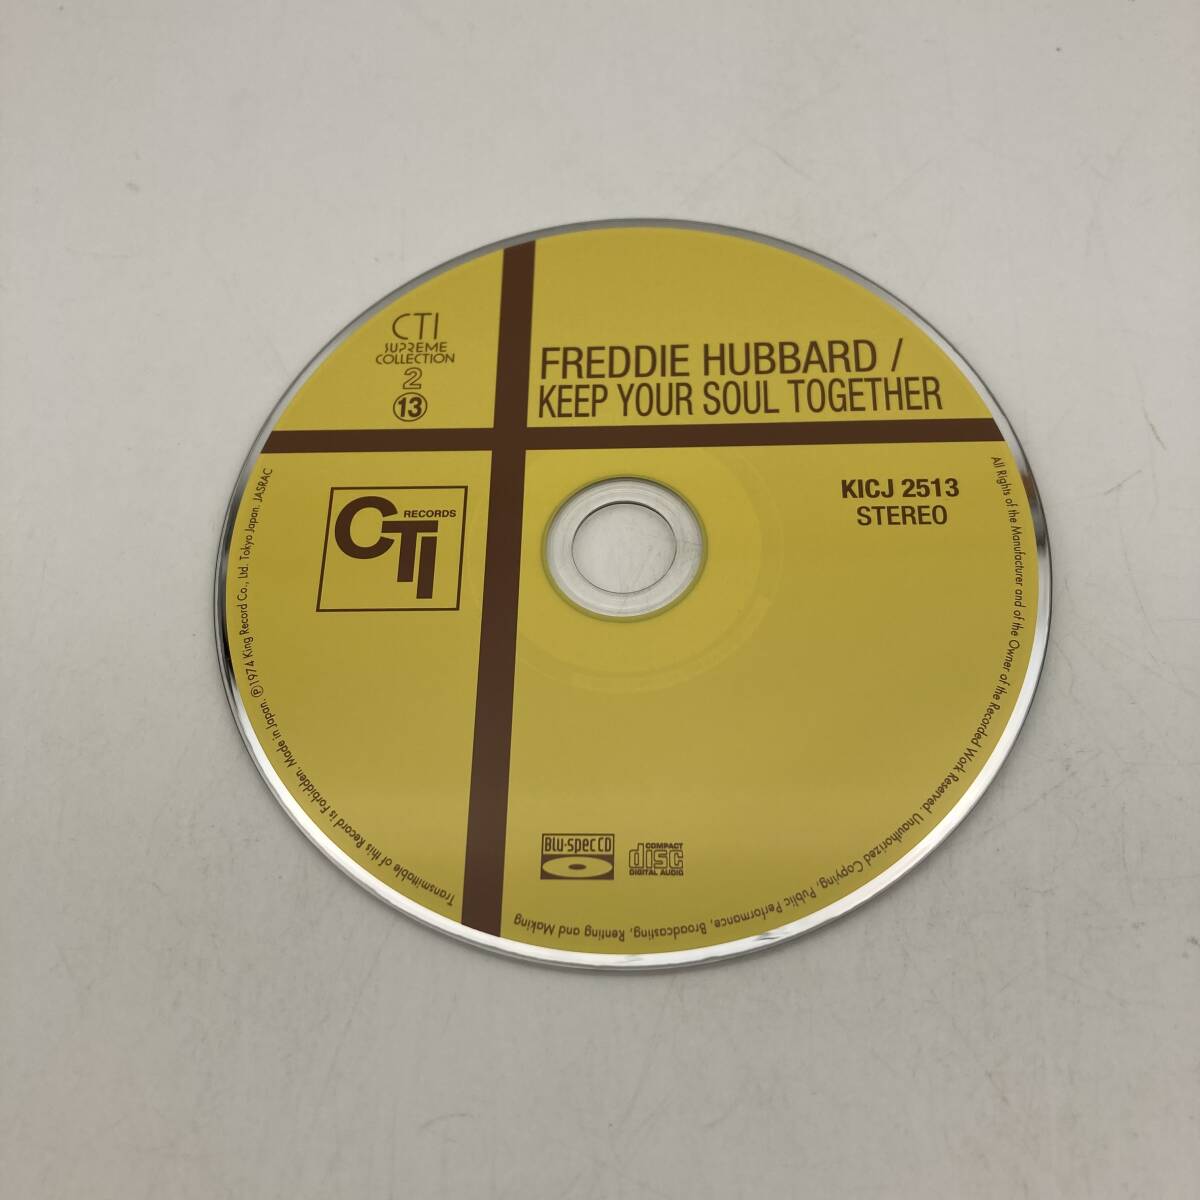 CTI
SUPREME
COLLECTION
2
13
FREDDIE HUBBARD /
KEEP YOUR SOUL TOGETHER
CTI RECORDS
KICJ 2513
STEREO
Blu-spec CD
COMPACT
disc
DIGITAL AUDIO
All Rights of the Manufacturer and of the Owner of the Recorded Work Reserved. Unauthorized Copying, Public Performance, Broadcasting, Renting and Making
Transmittable of this Record is Forbidden. Made in Japan. Ⓟ1974 King Record Co., Ltd. Tokyo Japan. JASRAC